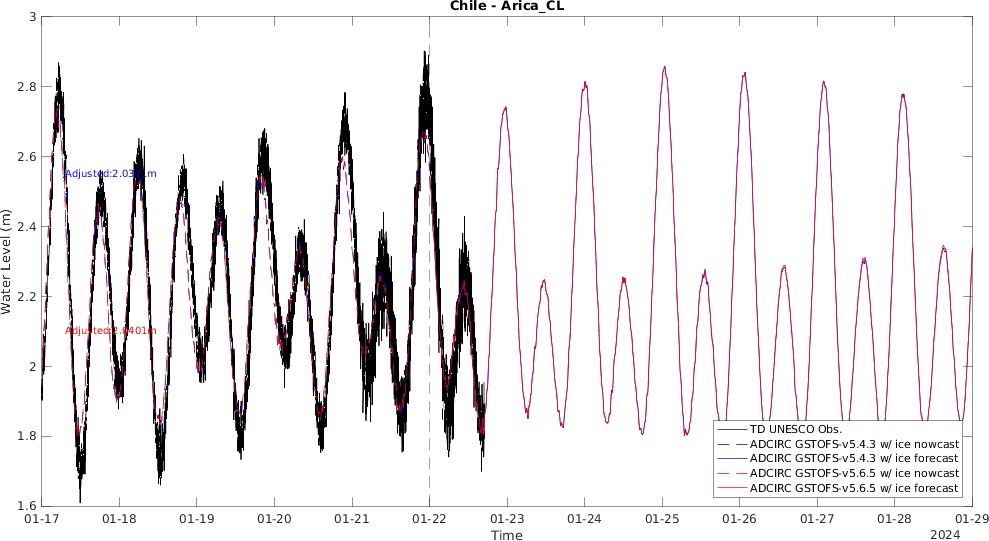 Chile - Arica_CL
3
2.8
2.6
2.4
2.2
2
1.8
1.6
Water Level (m)
Adjusted:2.0401m
TD UNESCO Obs.
ADCIRC GSTOFS-v5.4.3 w/ ice nowcast
ADCIRC GSTOFS-v5.4.3 w/ ice forecast
ADCIRC GSTOFS-v5.6.5 w/ ice nowcast
ADCIRC GSTOFS-v5.6.5 w/ ice forecast
01-17 01-18 01-19 01-20 01-21 01-22 01-23 01-24 01-25 01-26 01-27 01-28 01-29
Time
2024